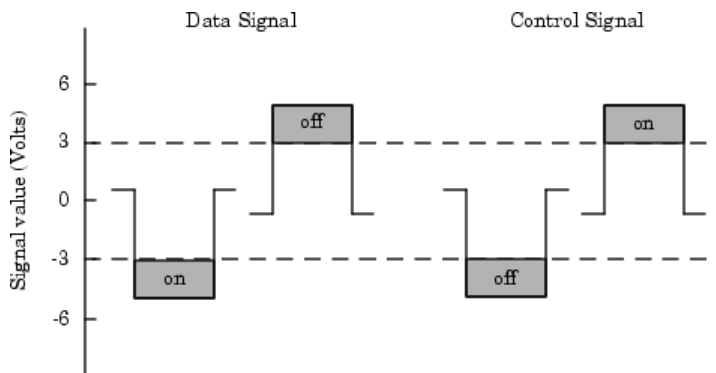 Data Signal
Control Signal
Signal value (Volts)
6
3
0
-3
-6
off
on
on
off